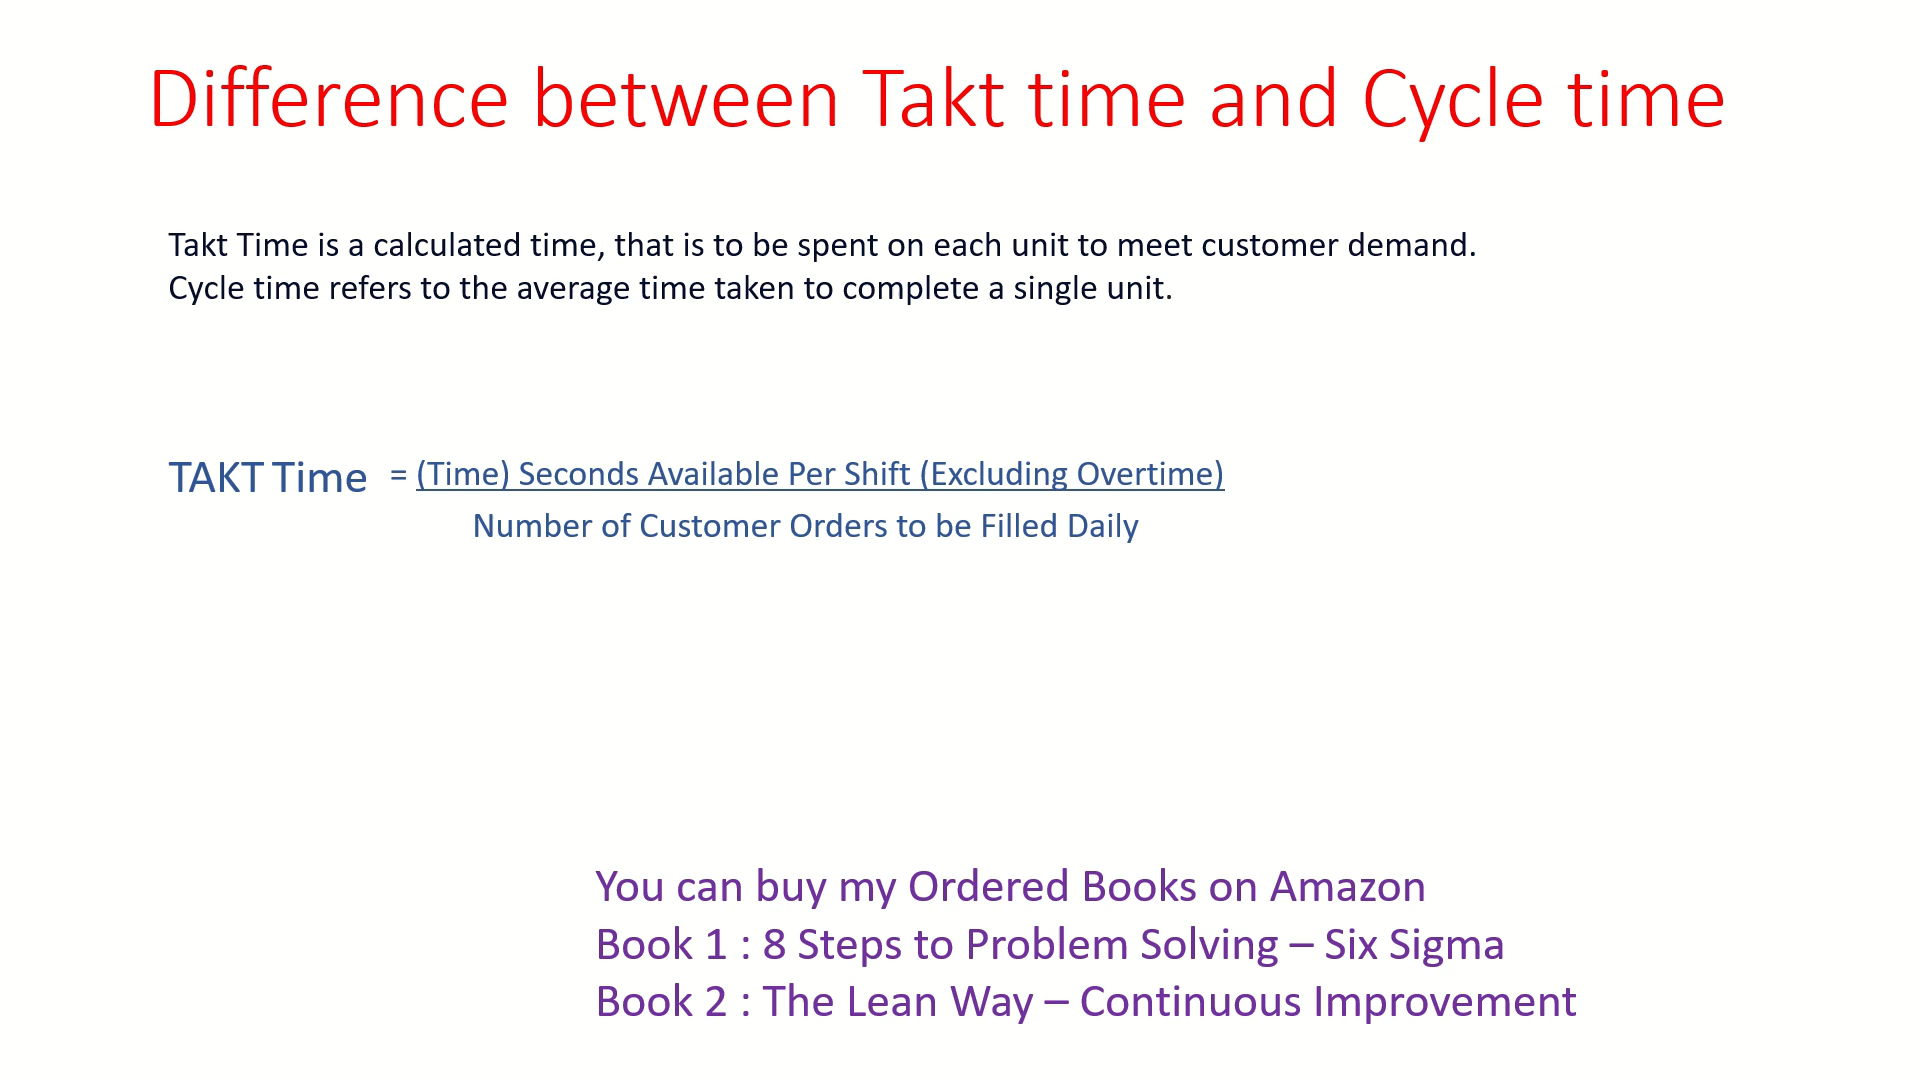 Difference between Takt time and Cycle time
Takt Time is a calculated time, that is to be spent on each unit to meet customer demand.
Cycle time refers to the average time taken to complete a single unit.
TAKT Time = (Time) Seconds Available Per Shift (Excluding Overtime)
Number of Customer Orders to be Filled Daily
You can buy my Ordered Books on Amazon
Book 1 : 8 Steps to Problem Solving – Six Sigma
Book 2 : The Lean Way – Continuous Improvement